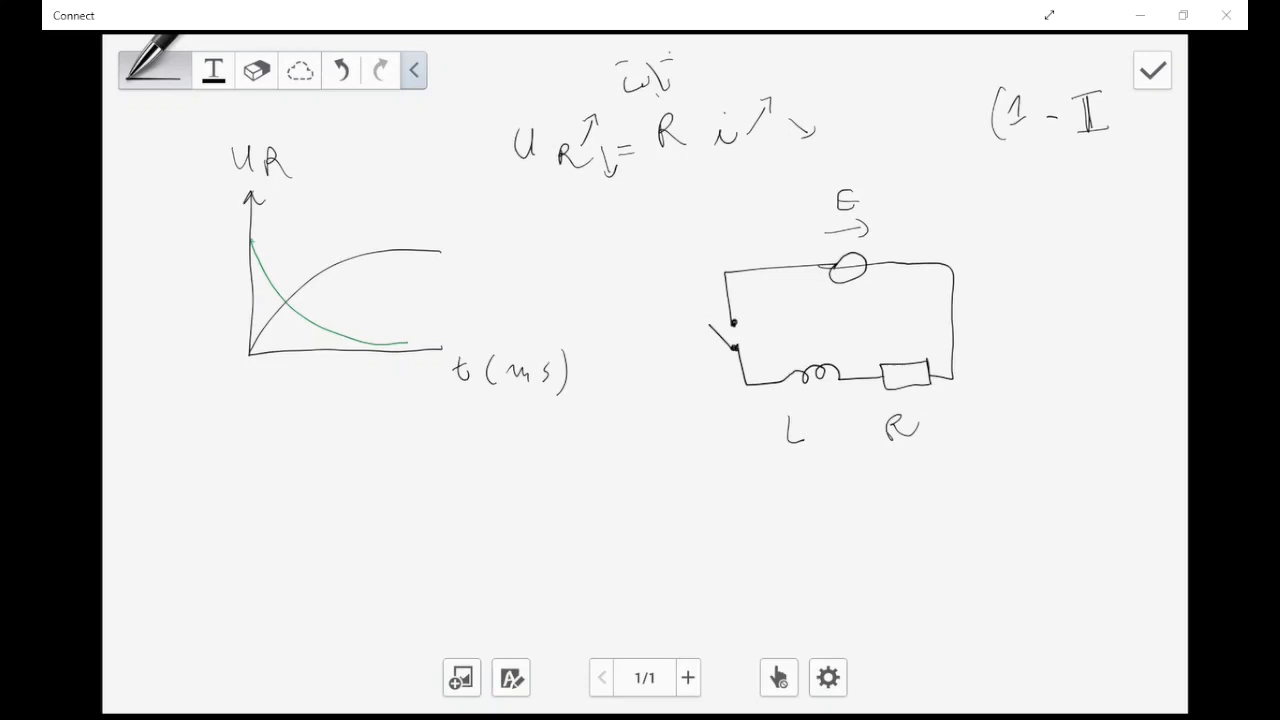 Connect
T
(1 - I
U R = R i
UR
E
t (ms)
L
R
1/1